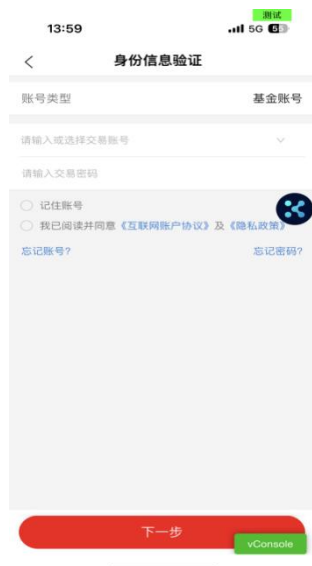 测试
13:59
5G 5
身份信息验证
账号类型
基金账号
请输入或选择交易账号
请输入交易密码
记住账号
我已阅读并同意《互联网账户协议》及《隐私政策》
忘记账号?
忘记密码?
下一步
vConsole